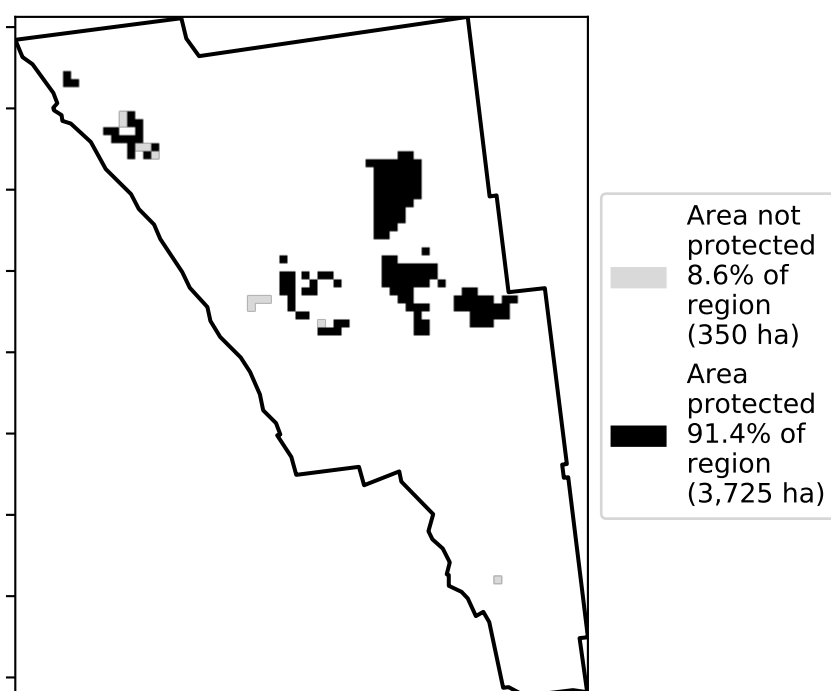 Area not
protected
8.6% of
region
(350 ha)
Area
protected
91.4% of
region
(3,725 ha)